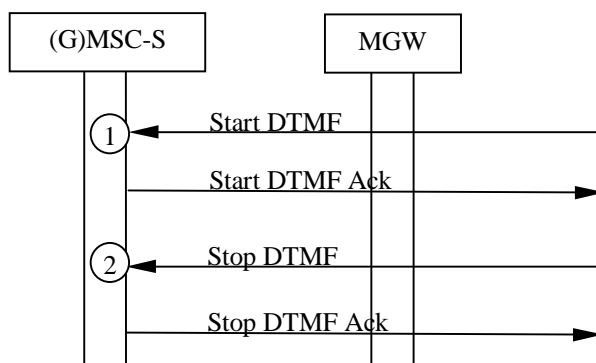 (G)MSC-S
MGW
1
Start DTMF
Start DTMF Ack
2
Stop DTMF
Stop DTMF Ack